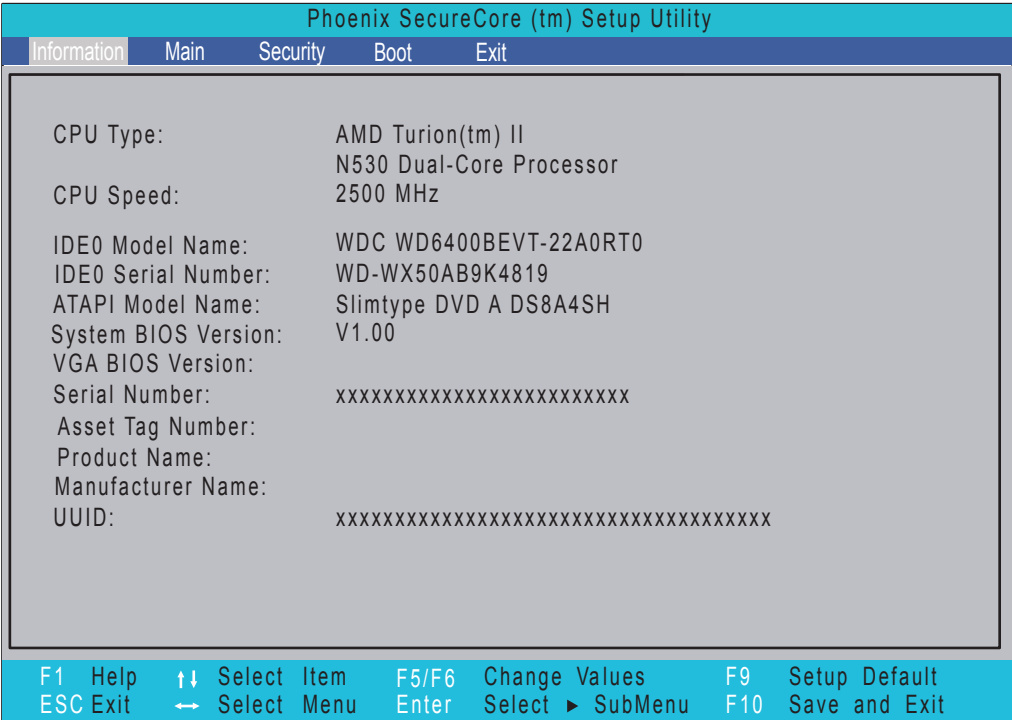 Phoenix SecureCore (tm) Setup Utility
Information Main Security Boot Exit
CPU Type: AMD Turion(tm) II
N530 Dual-Core Processor
CPU Speed: 2500 MHz
IDE0 Model Name: WDC WD6400BEVT-22A0RT0
IDE0 Serial Number: WD-WX50AB9K4819
ATAPI Model Name: Slimtype DVD A DS8A4SH
System BIOS Version: V1.00
VGA BIOS Version:
Serial Number: xxxxxxxxxxxxxxxxxxxxxxxxx
Asset Tag Number:
Product Name:
Manufacturer Name:
UUID: xxxxxxxxxxxxxxxxxxxxxxxxxxxxxxxxxxxxx
F1 Help ↑↓ Select Item F5/F6 Change Values F9 Setup Default
ESC Exit ↔ Select Menu Enter Select ► SubMenu F10 Save and Exit